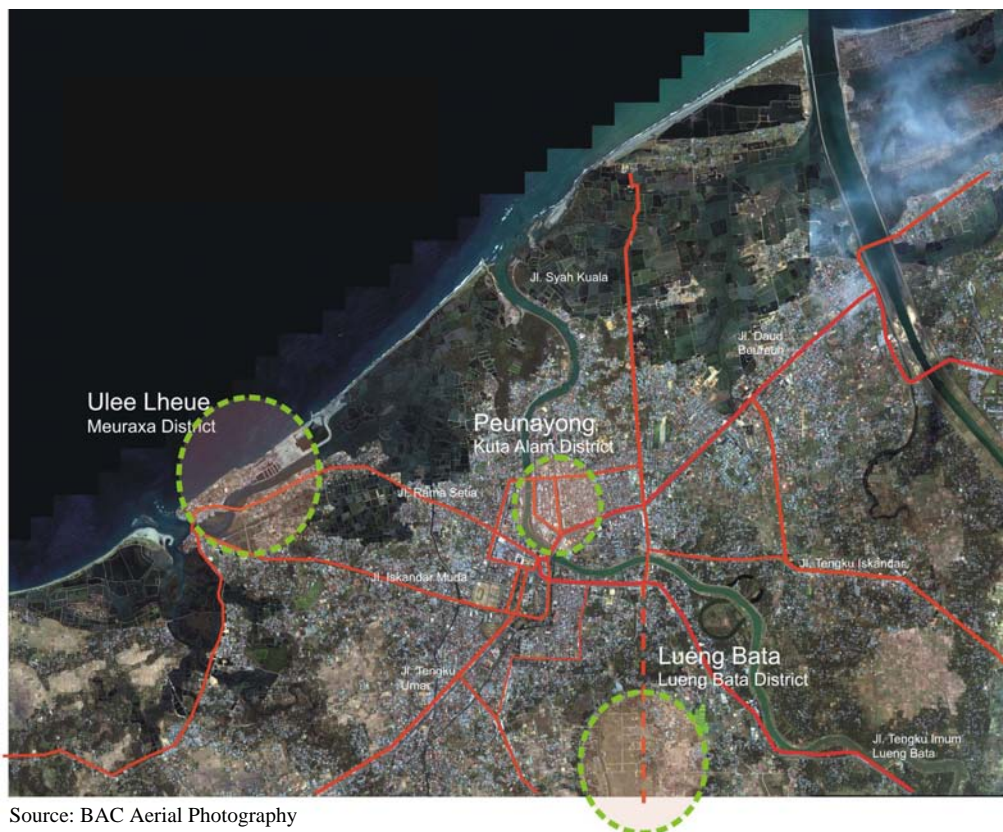 Jl. Syah Kuala
Jl. Daud
Beureuh
Ulee Lheue
Meuraxa District
Peunayong
Kuta Alam District
Jl. Rama Setia
Jl. Iskandar Muda
Jl. Tengku Iskandar
Lueng Bata
Lueng Bata District
Jl. Tengku
Umar
Jl. Tengku Imum
Lueng Bata
Source: BAC Aerial Photography